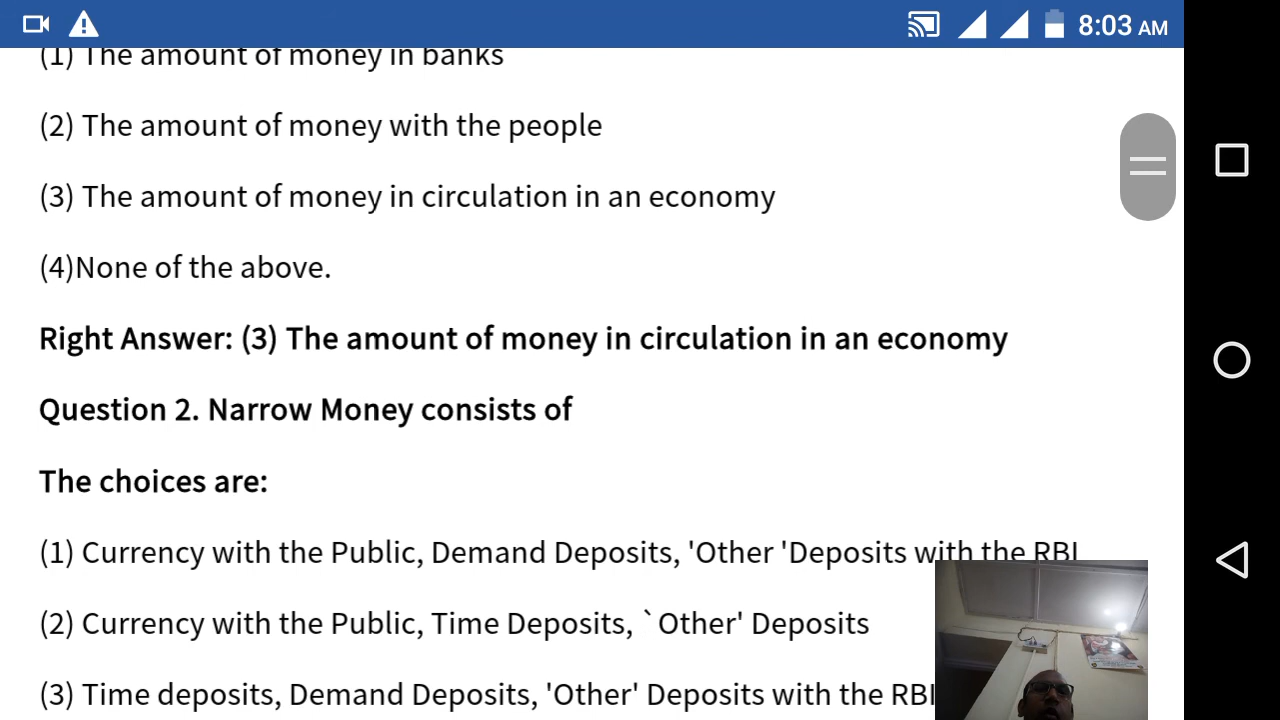 8:03 AM
(1) The amount of money in banks
(2) The amount of money with the people
(3) The amount of money in circulation in an economy
(4)None of the above.
Right Answer: (3) The amount of money in circulation in an economy
Question 2. Narrow Money consists of
The choices are:
(1) Currency with the Public, Demand Deposits, 'Other 'Deposits with the RBI
(2) Currency with the Public, Time Deposits, `Other' Deposits
(3) Time deposits, Demand Deposits, 'Other' Deposits with the RBI